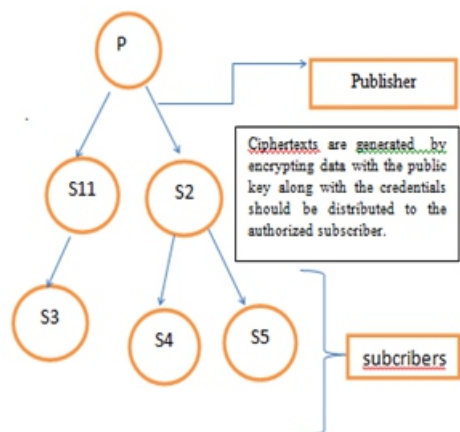 P
Publisher
Ciphertexts are generated by
encrypting data with the public
key along with the credentials
should be distributed to the
authorized subscriber.
S11
S2
S3
S4
S5
subcribers